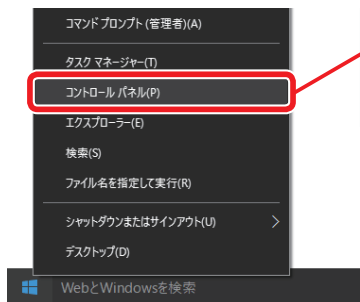 コマンド プロンプト (管理者)(A)
タスク マネージャー(T)
コントロール パネル(P)
エクスプローラー(E)
検索(S)
ファイル名を指定して実行(R)
シャットダウンまたはサインアウト(U)
デスクトップ(D)
WebとWindowsを検索